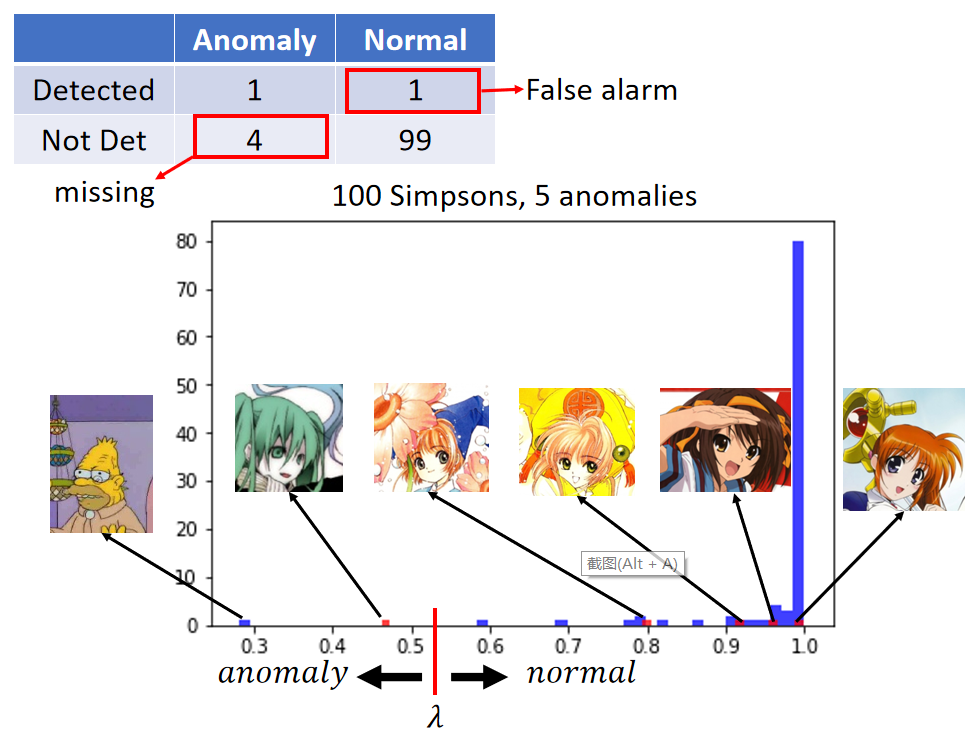 Anomaly Normal
Detected 1 1
False alarm
Not Det 4 99
missing
100 Simpsons, 5 anomalies
80
70
60
50
40
30
20
10
0
0.3 0.4 0.5 0.6 0.7 0.8 0.9 1.0
截图(Alt + A)
anomaly normal
λ